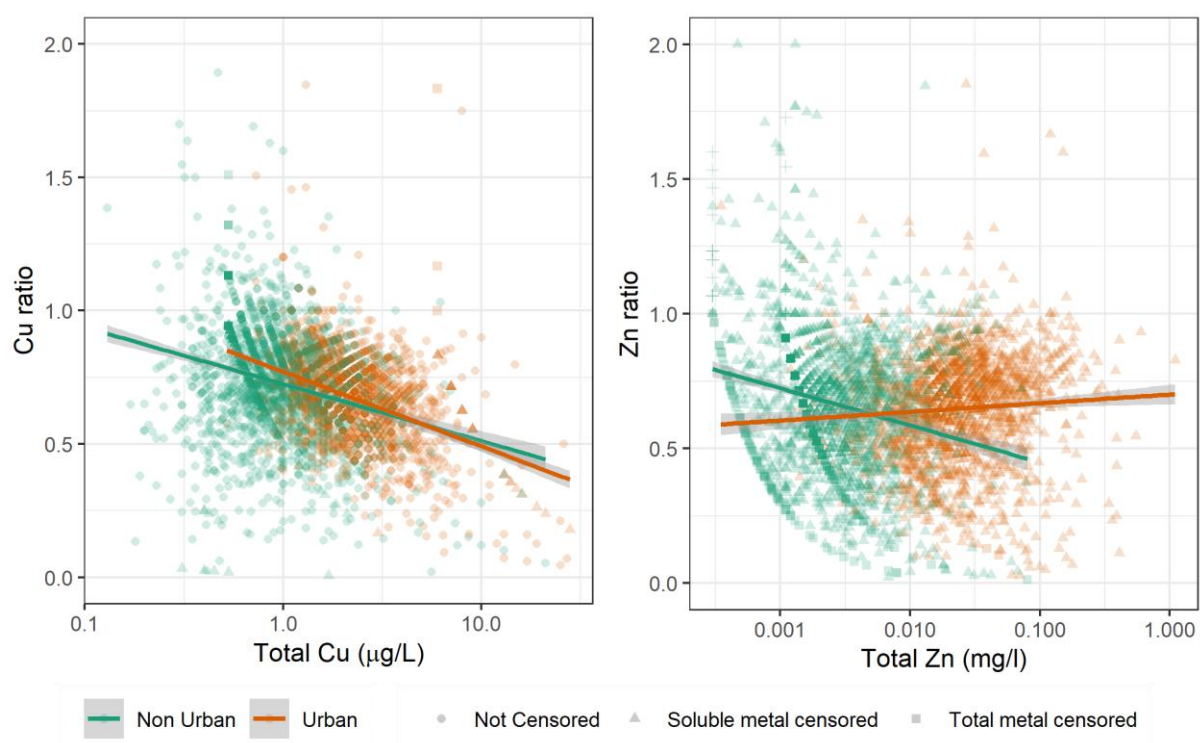 2.0
1.5
1.0
0.5
0.0
Cu ratio
0.1
1.0
10.0
Total Cu (μg/L)
2.0
1.5
1.0
0.5
0.0
Zn ratio
0.001
0.010
0.100
1.000
Total Zn (mg/l)
Non Urban
Urban
Not Censored
Soluble metal censored
Total metal censored